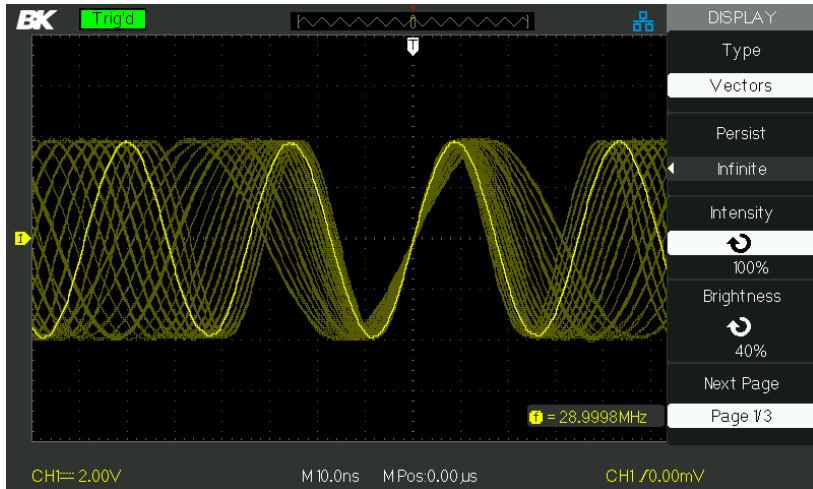 BK Trig'd DISPLAY
T
Type
Vectors
Persist
Infinite
Intensity
100%
Brightness
40%
Next Page
f = 28.9998MHz Page 1/3
CH1 2.00V M 10.0ns M Pos:0.00μs CH1 /0.00mV